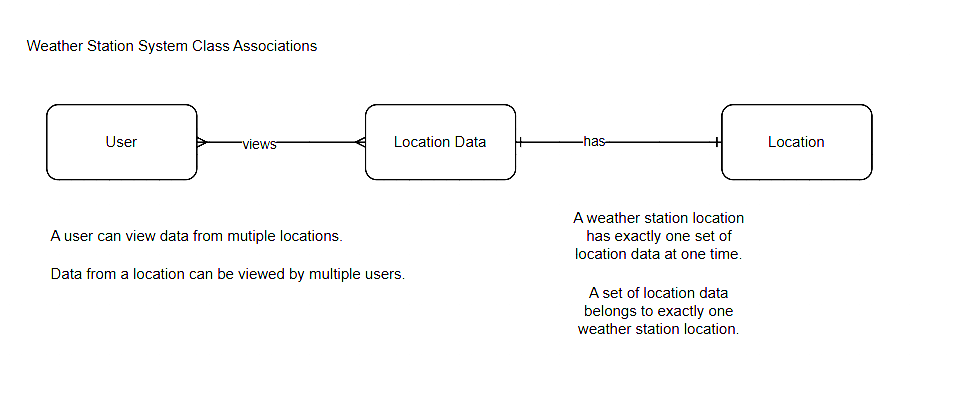 Weather Station System Class Associations
User
views
Location Data
has
Location
A user can view data from mutiple locations.
Data from a location can be viewed by multiple users.
A weather station location
has exactly one set of
location data at one time.
A set of location data
belongs to exactly one
weather station location.